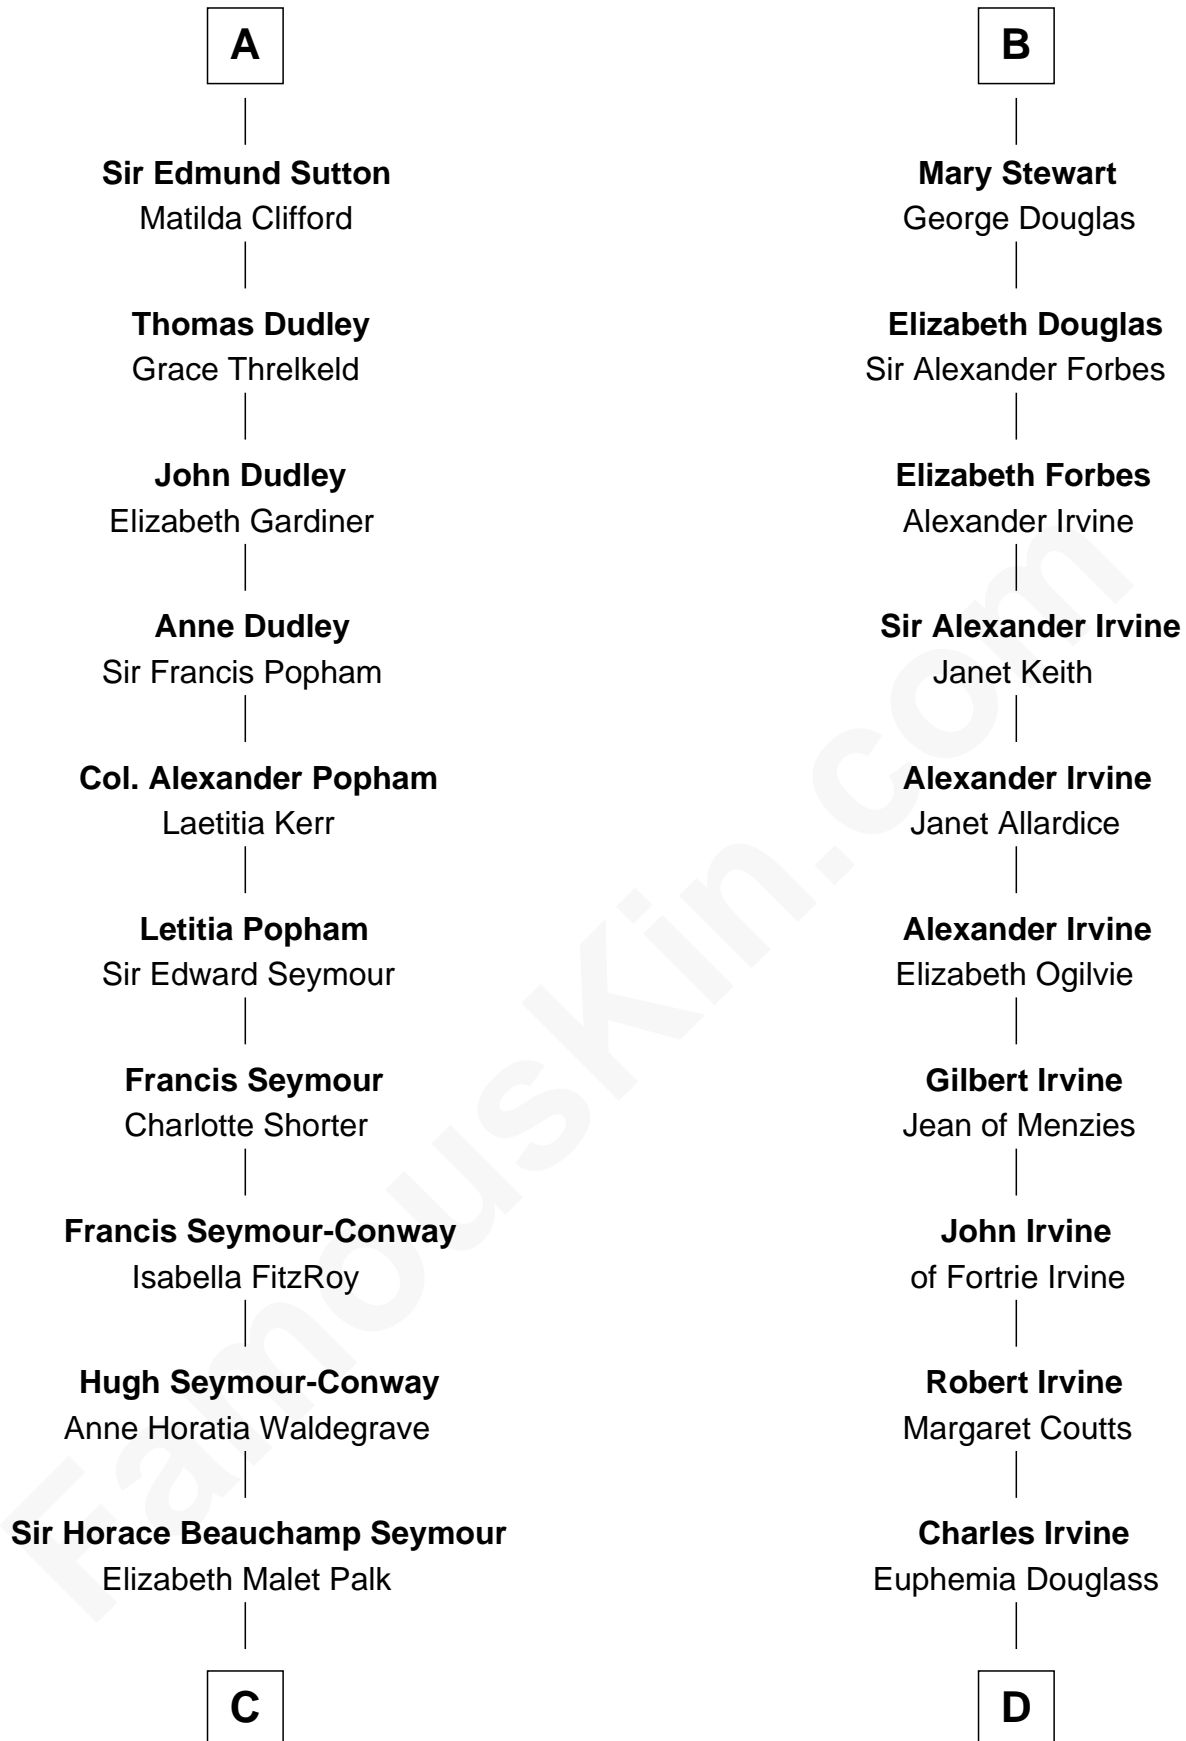 A
Sir Edmund Sutton
Matilda Clifford
Thomas Dudley
Grace Threlkeld
John Dudley
Elizabeth Gardiner
Anne Dudley
Sir Francis Popham
Col. Alexander Popham
Laetitia Kerr
Letitia Popham
Sir Edward Seymour
Francis Seymour
Charlotte Shorter
Francis Seymour-Conway
Isabella FitzRoy
Hugh Seymour-Conway
Anne Horatia Waldegrave
Sir Horace Beauchamp Seymour
Elizabeth Malet Palk
C
B
Mary Stewart
George Douglas
Elizabeth Douglas
Sir Alexander Forbes
Elizabeth Forbes
Alexander Irvine
Sir Alexander Irvine
Janet Keith
Alexander Irvine
Janet Allardice
Alexander Irvine
Elizabeth Ogilvie
Gilbert Irvine
Jean of Menzies
John Irvine
of Fortrie Irvine
Robert Irvine
Margaret Coutts
Charles Irvine
Euphemia Douglass
D
FamousKin.com